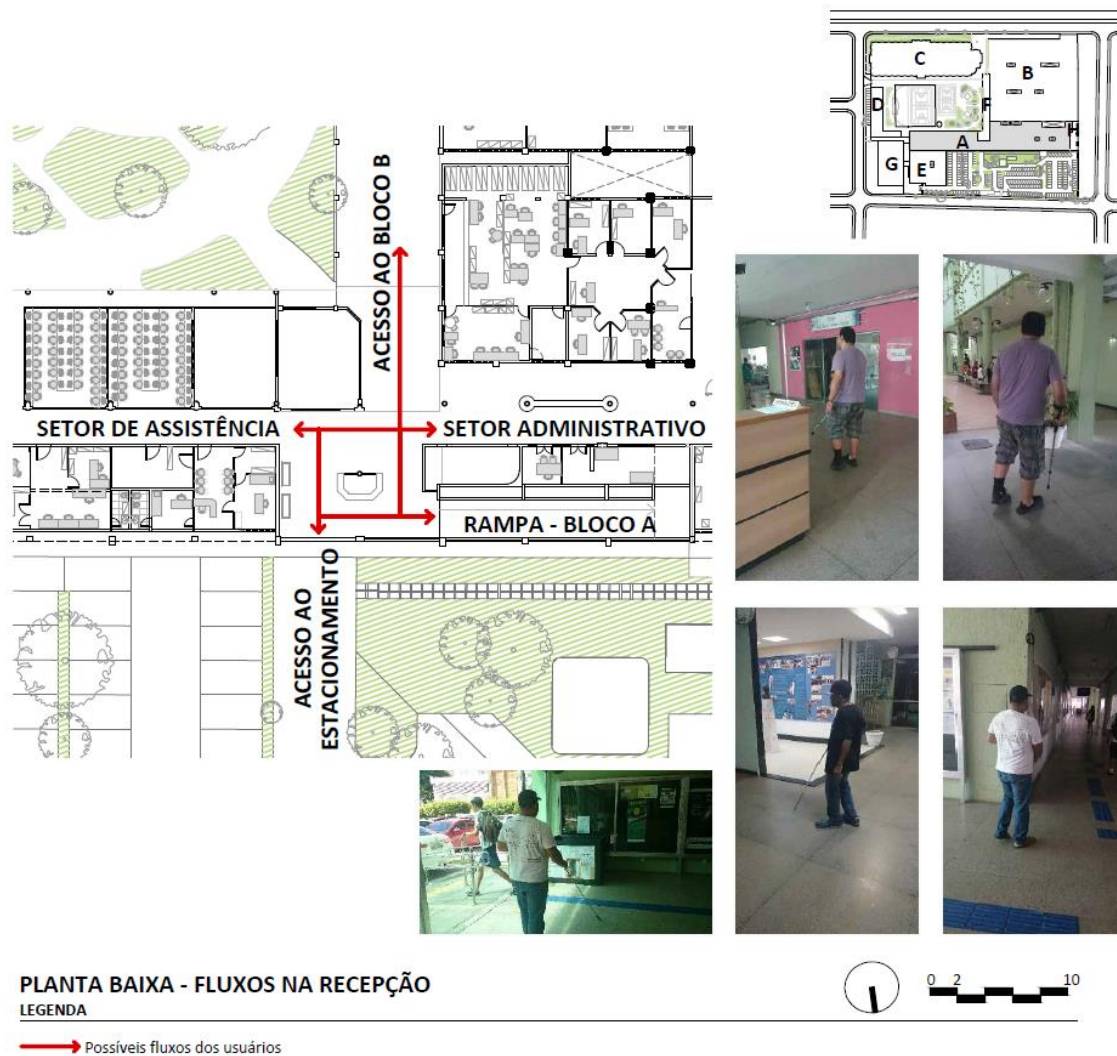 C
B
D
F
A
H
G
E
ACESSO AO BLOCO B
SETOR DE ASSISTÊNCIA
SETOR ADMINISTRATIVO
RAMPA - BLOCO A
ACESSO AO
ESTACIONAMENTO
PLANTA BAIXA - FLUXOS NA RECEPÇÃO
LEGENDA
0 2 10
Possíveis fluxos dos usuários